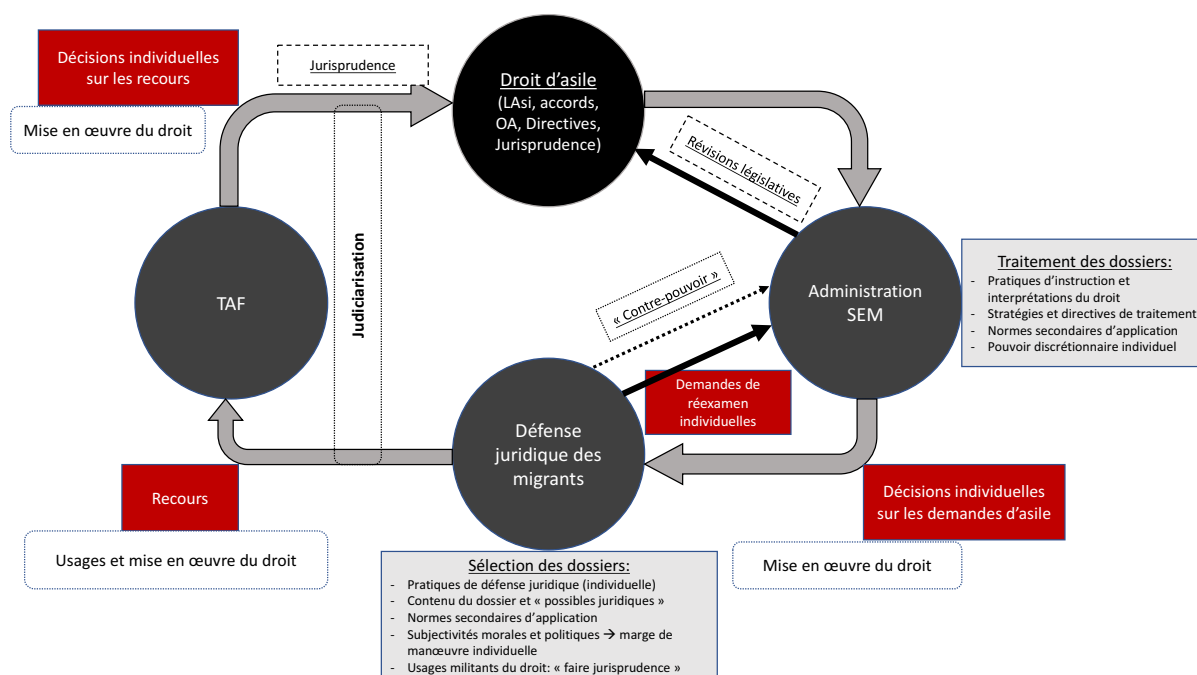 Décisions individuelles
sur les recours
Mise en œuvre du droit
Jurisprudence
Droit d'asile
(LAsi, accords,
OA, Directives,
Jurisprudence)
Révisions législatives
TAF
Judiciarisation
« Contre-pouvoir »
Administration
SEM
Traitement des dossiers:
- Pratiques d'instruction et
interprétations du droit
- Stratégies et directives de traitement
- Normes secondaires d'application
- Pouvoir discrétionnaire individuel
Demandes de
réexamen
individuelles
Défense
juridique des
migrants
Recours
Usages et mise en œuvre du droit
Décisions individuelles
sur les demandes d'asile
Mise en œuvre du droit
Sélection des dossiers:
- Pratiques de défense juridique (individuelle)
- Contenu du dossier et « possibles juridiques »
- Normes secondaires d'application
- Subjectivités morales et politiques → marge de
manœuvre individuelle
- Usages militants du droit: « faire jurisprudence »